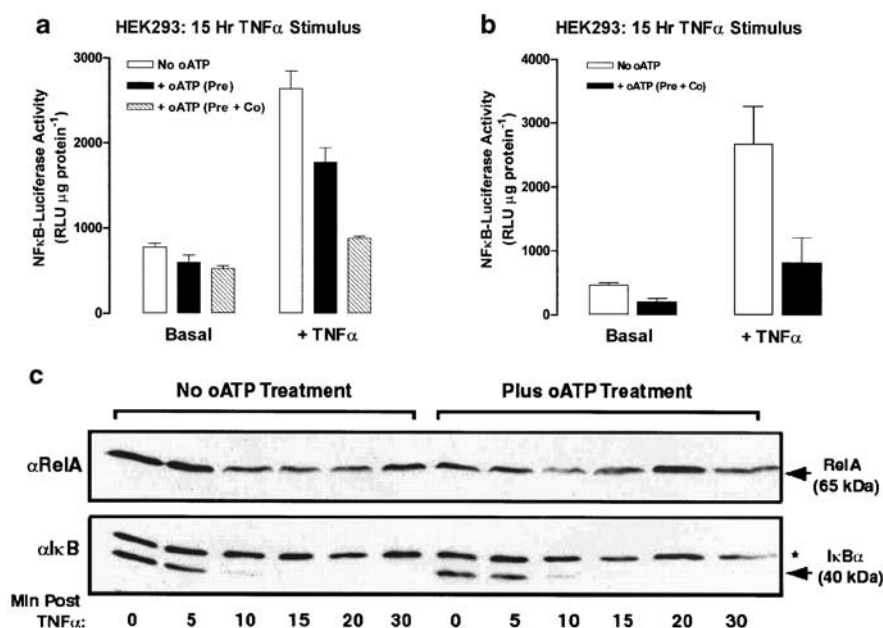 a
HEK293: 15 Hr TNFα Stimulus
NFκB-Luciferase Activity
(RLU μg protein⁻¹)
3000
2000
1000
0
No oATP
+ oATP (Pre)
+ oATP (Pre + Co)
Basal
+ TNFα
b
HEK293: 15 Hr TNFα Stimulus
NFκB-Luciferase Activity
(RLU μg protein⁻¹)
4000
3000
2000
1000
0
No oATP
+ oATP (Pre + Co)
Basal
+ TNFα
c
No oATP Treatment
Plus oATP Treatment
αRelA
RelA
(65 kDa)
αIκB
*
IκBα
(40 kDa)
Min Post
TNFα: 0 5 10 15 20 30 0 5 10 15 20 30